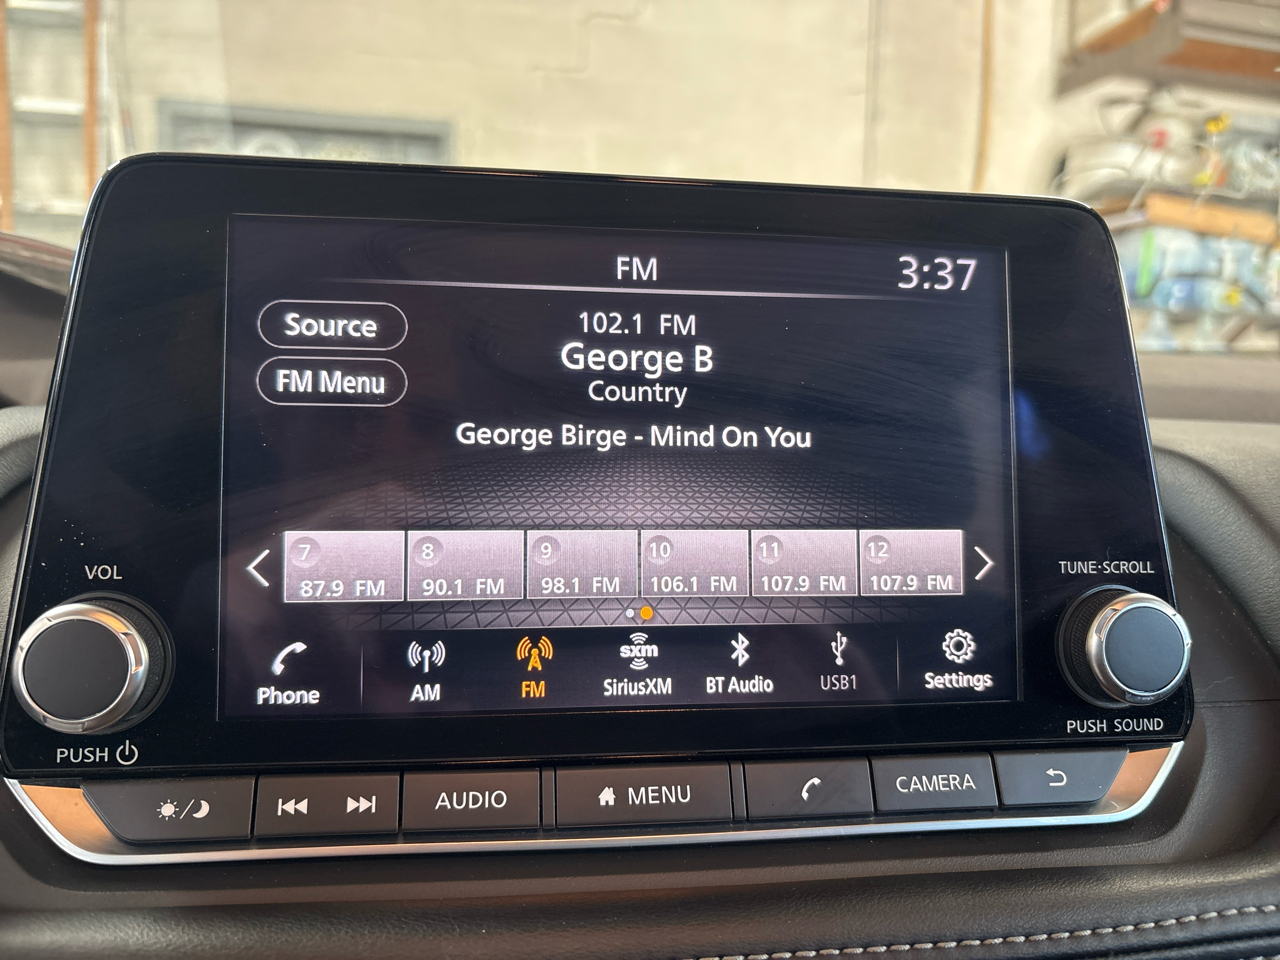 FM
3:37
Source
102.1 FM
George B
FM Menu
Country
George Birge - Mind On You
7
8
9
10
11
12
87.9 FM
90.1 FM
98.1 FM
106.1 FM
107.9 FM
107.9 FM
VOL
TUNE·SCROLL
sxm
Phone
AM
FM
SiriusXM
BT Audio
USB1
Settings
PUSH
PUSH SOUND
AUDIO
MENU
CAMERA